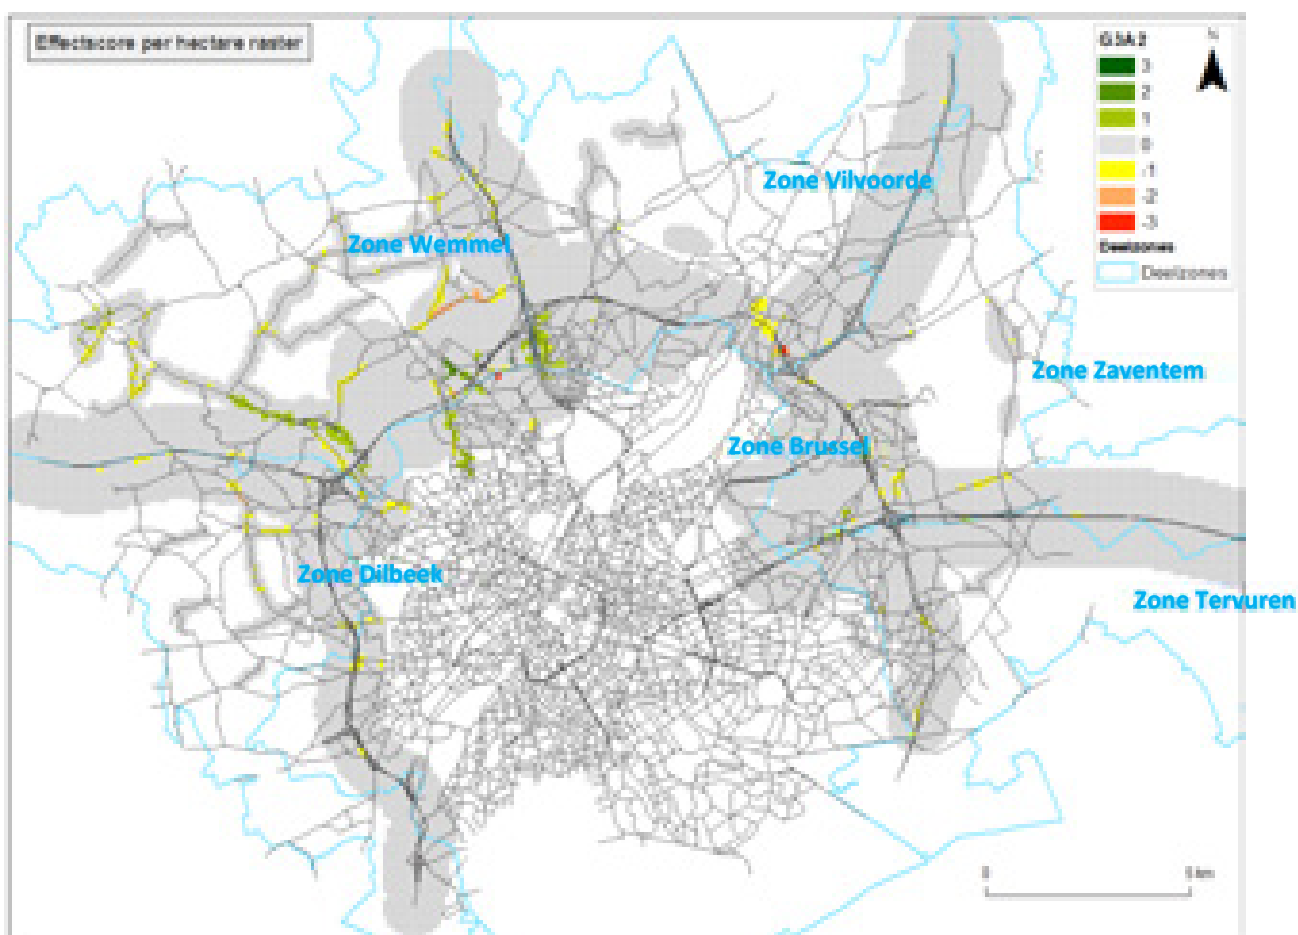 Effectscore per hectare raster
G3A2
N
3
2
1
0
-1
-2
-3
Deelzones
Deelzones
Zone Vilvoorde
Zone Wemmel
Zone Zaventem
Zone Brussel
Zone Dilbeek
Zone Tervuren
0
5 km